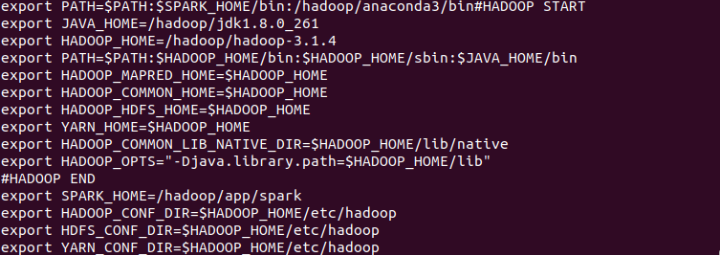 export PATH=$PATH:$SPARK_HOME/bin:/hadoop/anaconda3/bin#HADOOP START
export JAVA_HOME=/hadoop/jdk1.8.0_261
export HADOOP_HOME=/hadoop/hadoop-3.1.4
export PATH=$PATH:$HADOOP_HOME/bin:$HADOOP_HOME/sbin:$JAVA_HOME/bin
export HADOOP_MAPRED_HOME=$HADOOP_HOME
export HADOOP_COMMON_HOME=$HADOOP_HOME
export HADOOP_HDFS_HOME=$HADOOP_HOME
export YARN_HOME=$HADOOP_HOME
export HADOOP_COMMON_LIB_NATIVE_DIR=$HADOOP_HOME/lib/native
export HADOOP_OPTS="-Djava.library.path=$HADOOP_HOME/lib"
#HADOOP END
export SPARK_HOME=/hadoop/app/spark
export HADOOP_CONF_DIR=$HADOOP_HOME/etc/hadoop
export HDFS_CONF_DIR=$HADOOP_HOME/etc/hadoop
export YARN_CONF_DIR=$HADOOP_HOME/etc/hadoop